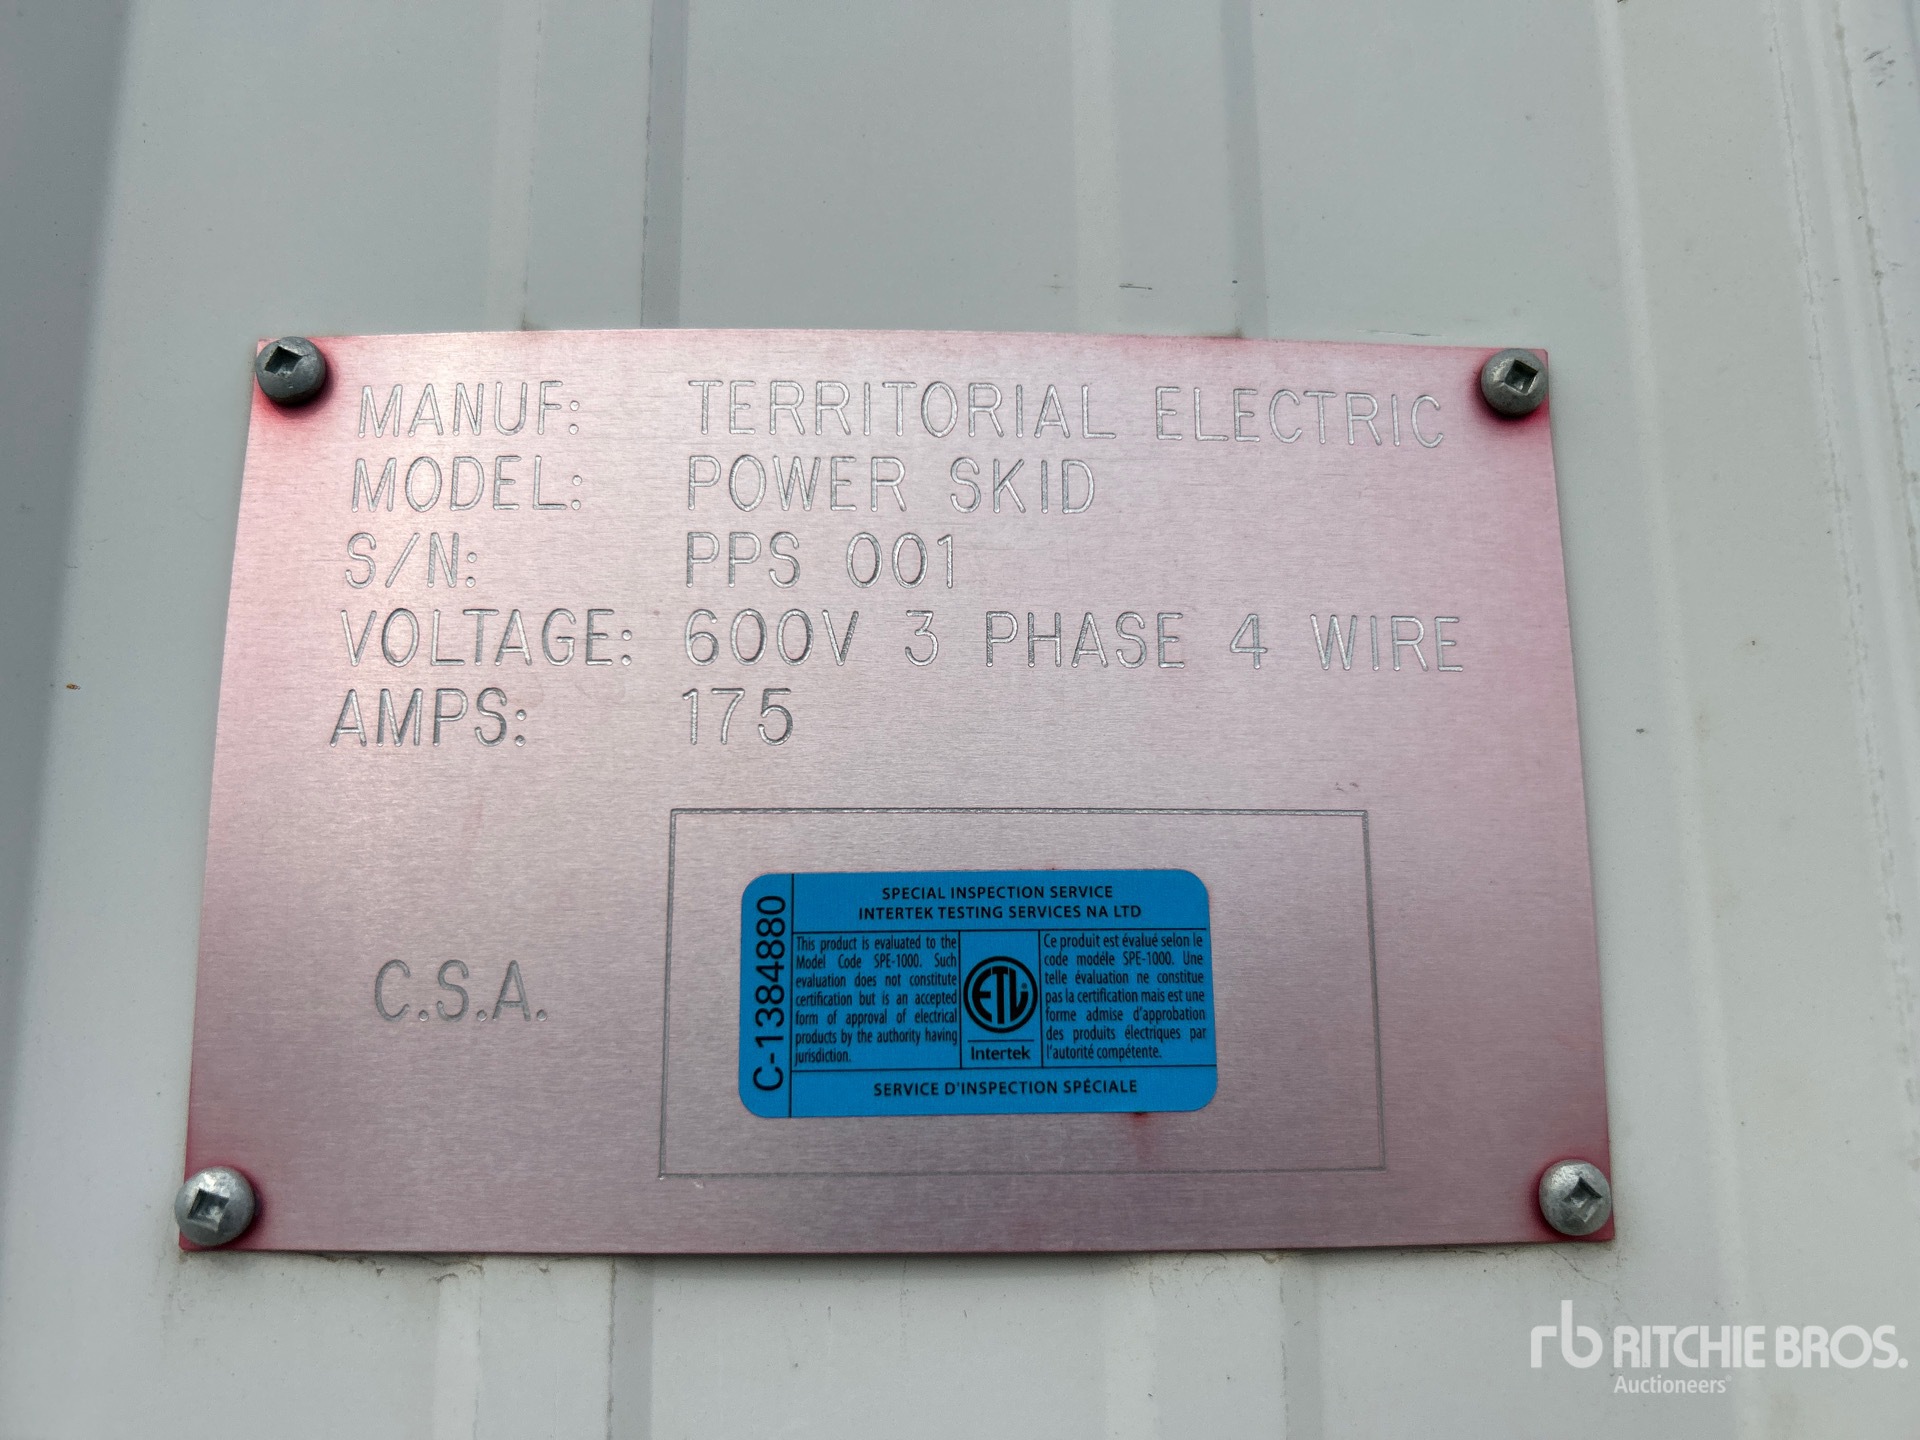 MANUF: TERRITORIAL ELECTRIC
MODEL: POWER SKID
S/N: PPS 001
VOLTAGE: 600V 3 PHASE 4 WIRE
AMPS: 175
C.S.A.
C-1384880
SPECIAL INSPECTION SERVICE
INTERTEK TESTING SERVICES NA LTD
This product is evaluated to the
Model Code SPE-1000. Such
evaluation does not constitute
certification but is an accepted
form of approval of electrical
products by the authority having
jurisdiction.
ETL
Intertek
Ce produit est évalué selon le
code modéle SPE-1000. Une
telle évaluation ne constitue
pas la certification mais est une
forme admise d'approbation
des produits électriques par
l'autorité compétente.
SERVICE D'INSPECTION SPÉCIALE
rb RITCHIE BROS.
Auctioneers